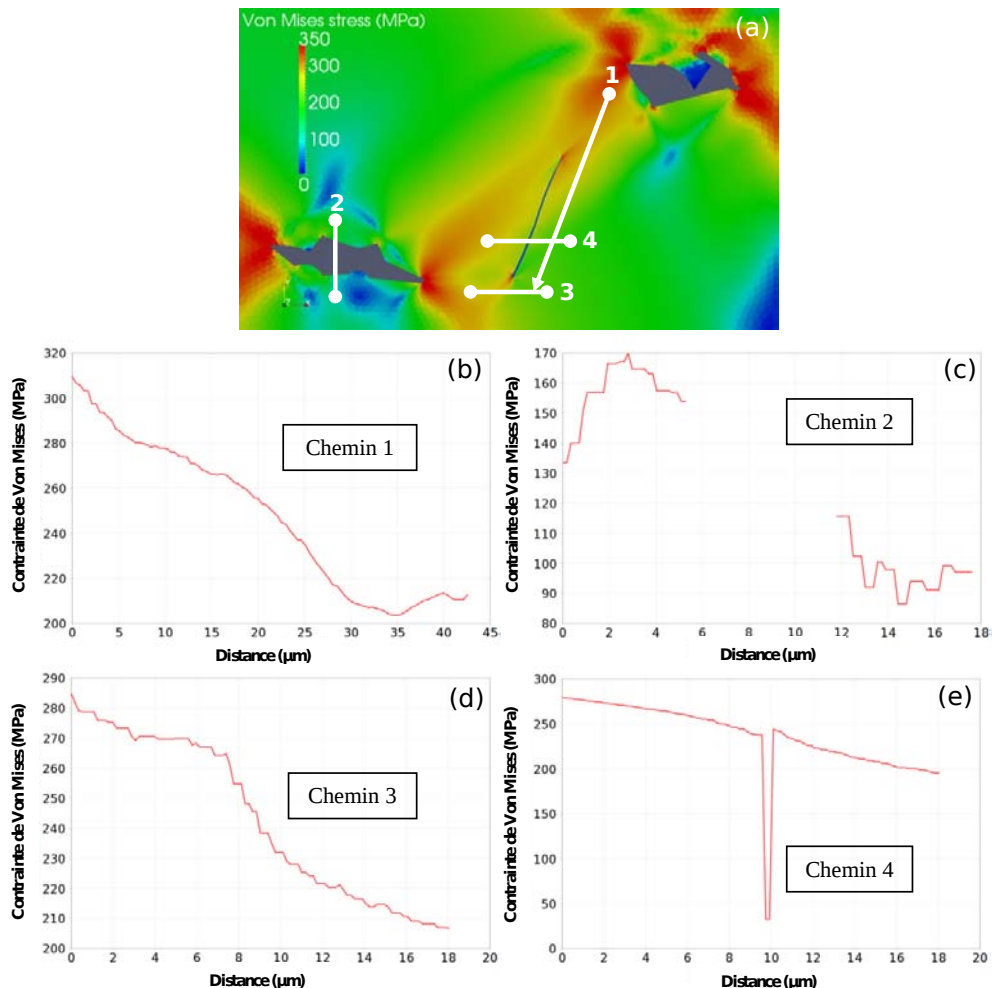 Von Mises stress (MPa)
(a)
350
300
200
100
0
1
2
4
3
(b)
Chemin 1
Contrainte de Von Mises (MPa)
320
300
280
260
240
220
200
0 5 10 15 20 25 30 35 40 45
Distance (µm)
(c)
Chemin 2
Contrainte de Von Mises (MPa)
170
160
150
140
130
120
110
100
90
80
0 2 4 6 8 10 12 14 16 18
Distance (µm)
(d)
Chemin 3
Contrainte de Von Mises (MPa)
290
280
270
260
250
240
230
220
210
200
0 2 4 6 8 10 12 14 16 18 20
Distance (µm)
(e)
Chemin 4
Contrainte de Von Mises (MPa)
300
250
200
150
100
50
0
0 2 4 6 8 10 12 14 16 18 20
Distance (µm)